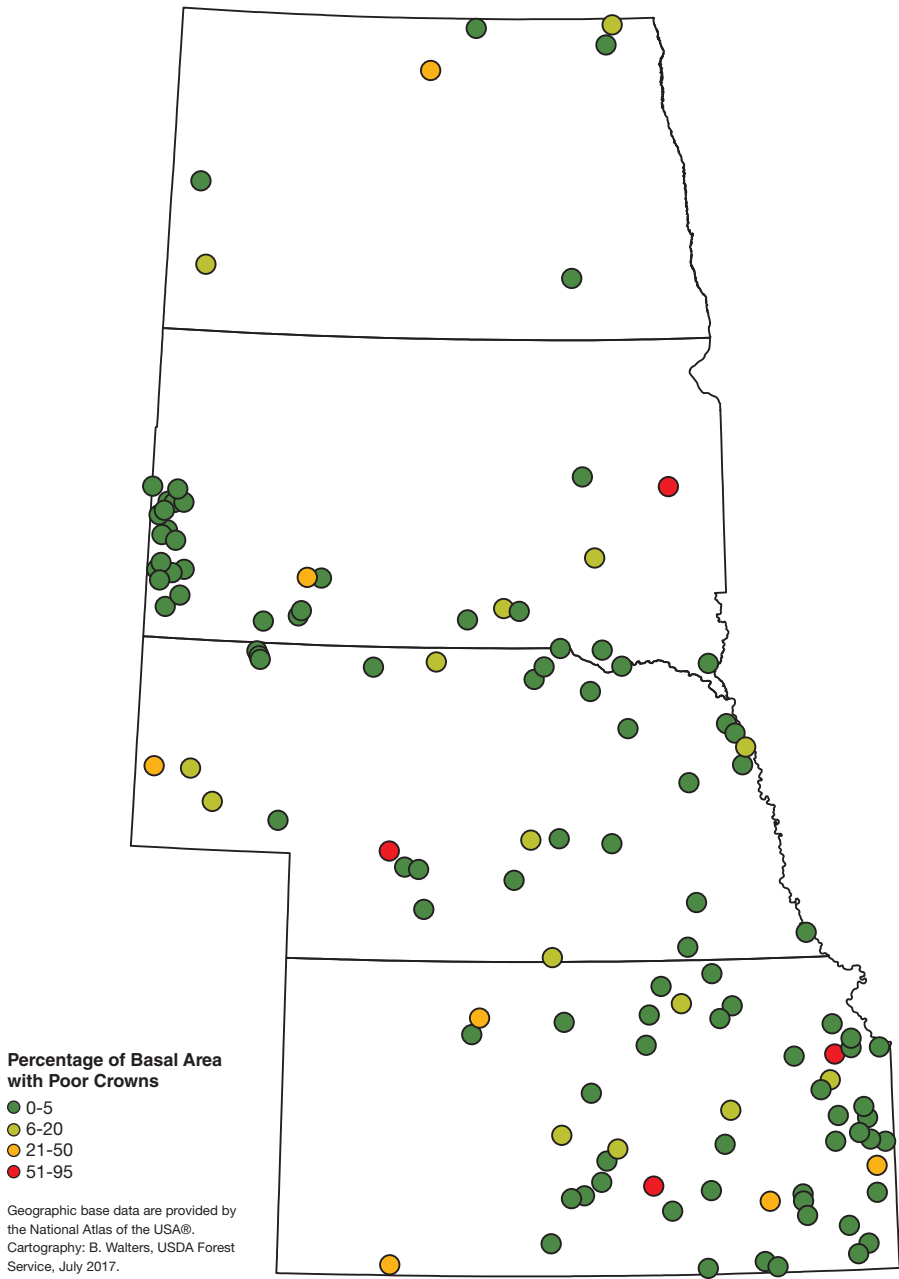 Percentage of Basal Area
with Poor Crowns
0-5
6-20
21-50
51-95
Geographic base data are provided by
the National Atlas of the USA®.
Cartography: B. Walters, USDA Forest
Service, July 2017.